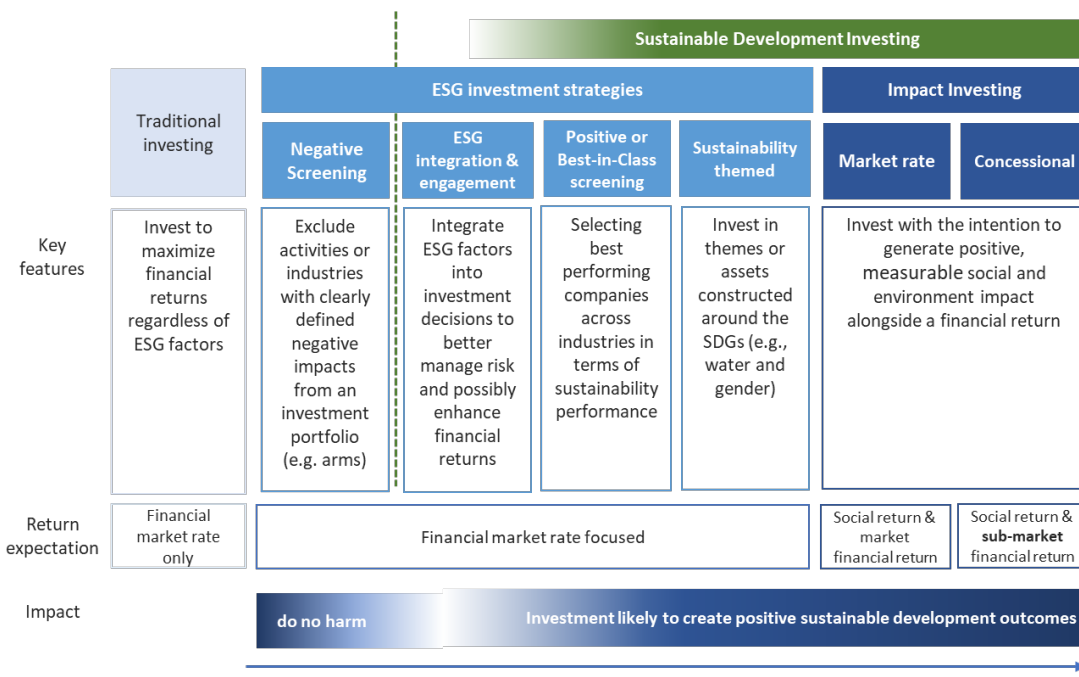 Sustainable Development Investing
Traditional
investing
ESG investment strategies
Impact Investing
Negative
Screening
ESG
integration &
engagement
Positive or
Best-in-Class
screening
Sustainability
themed
Market rate
Concessional
Key
features
Invest to
maximize
financial
returns
regardless of
ESG factors
Exclude
activities or
industries
with clearly
defined
negative
impacts
from an
investment
portfolio
(e.g. arms)
Integrate
ESG factors
into
investment
decisions to
better
manage risk
and possibly
enhance
financial
returns
Selecting
best
performing
companies
across
industries in
terms of
sustainability
performance
Invest in
themes or
assets
constructed
around the
SDGs (e.g.,
water and
gender)
Invest with the intention to
generate positive,
measurable social and
environment impact
alongside a financial return
Return
expectation
Financial
market rate
only
Financial market rate focused
Social return &
market
financial return
Social return &
sub-market
financial return
Impact
do no harm
Investment likely to create positive sustainable development outcomes